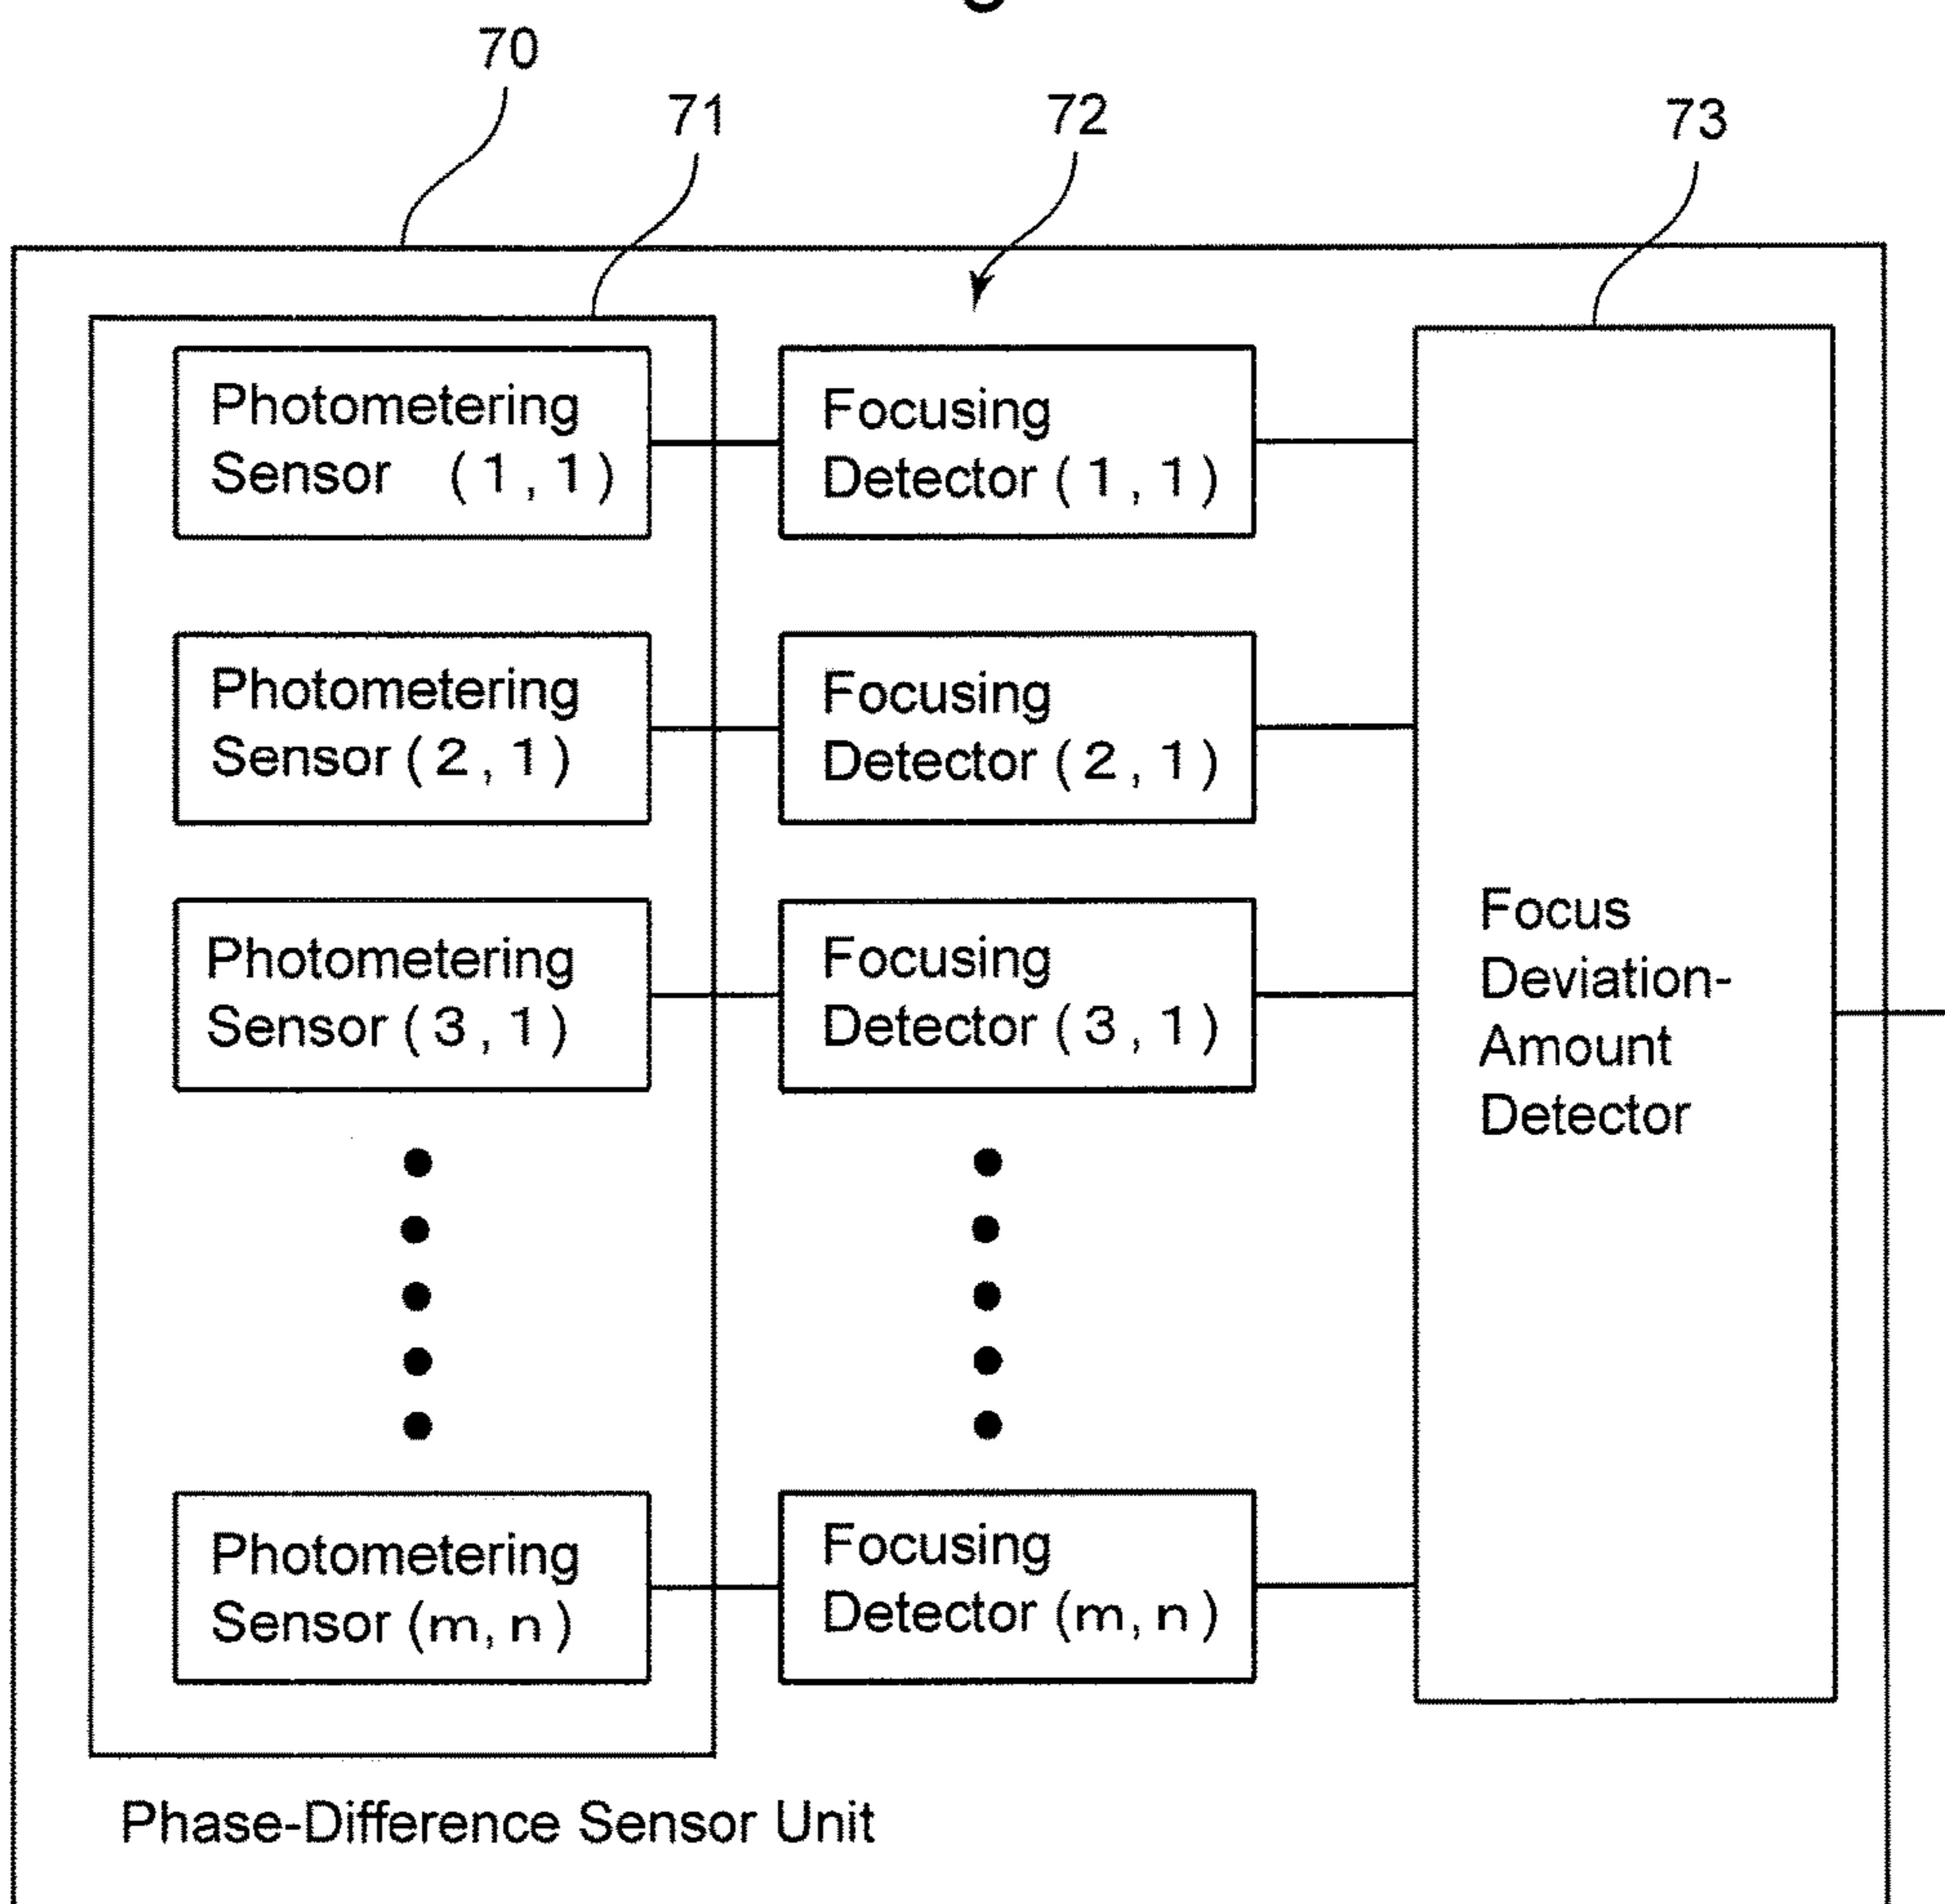 70
71
72
73
Photometering
Sensor (1, 1)
Focusing
Detector (1, 1)
Photometering
Sensor (2, 1)
Focusing
Detector (2, 1)
Photometering
Sensor (3, 1)
Focusing
Detector (3, 1)
Focus
Deviation-
Amount
Detector
Photometering
Sensor (m, n)
Focusing
Detector (m, n)
Phase-Difference Sensor Unit